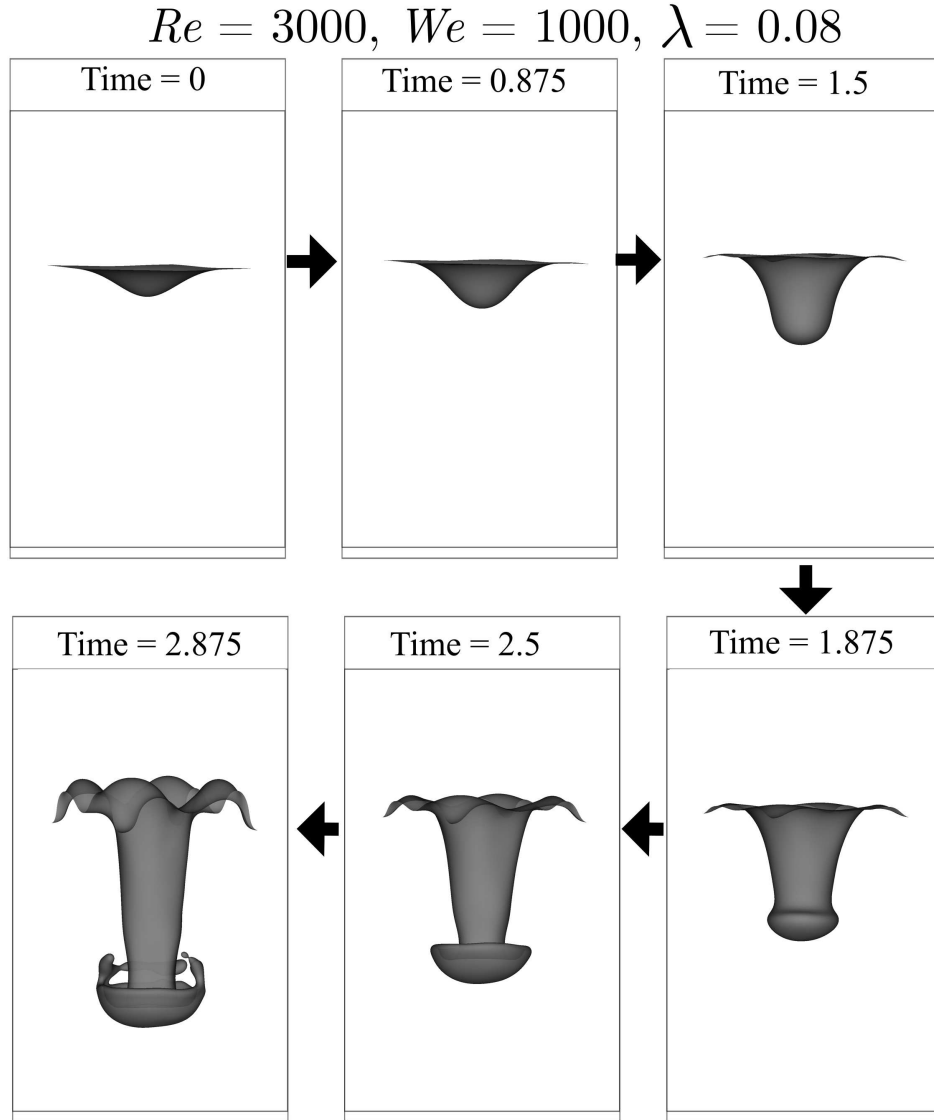 Re = 3000, We = 1000, λ = 0.08
Time = 0
Time = 0.875
Time = 1.5
Time = 2.875
Time = 2.5
Time = 1.875